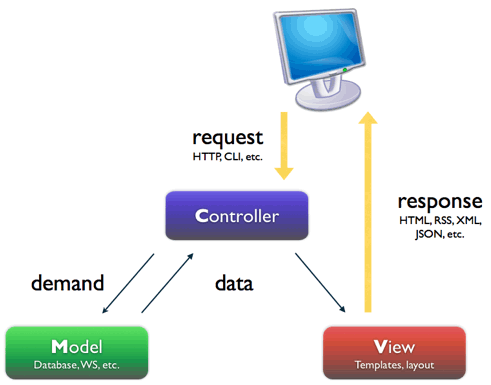 request
HTTP, CLI, etc.
response
HTML, RSS, XML,
JSON, etc.
Controller
demand
data
Model
Database, WS, etc.
View
Templates, layout